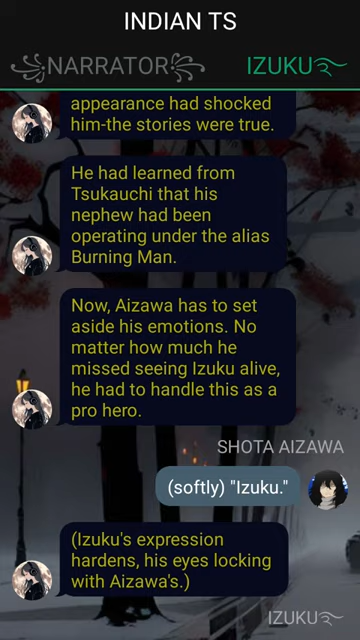 INDIAN TS
NARRATOR
IZUKU
appearance had shocked
him-the stories were true.
He had learned from
Tsukauchi that his
nephew had been
operating under the alias
Burning Man.
Now, Aizawa has to set
aside his emotions. No
matter how much he
missed seeing Izuku alive,
he had to handle this as a
pro hero.
SHOTA AIZAWA
(softly) "Izuku."
(Izuku's expression
hardens, his eyes locking
with Aizawa's.)
IZUKU